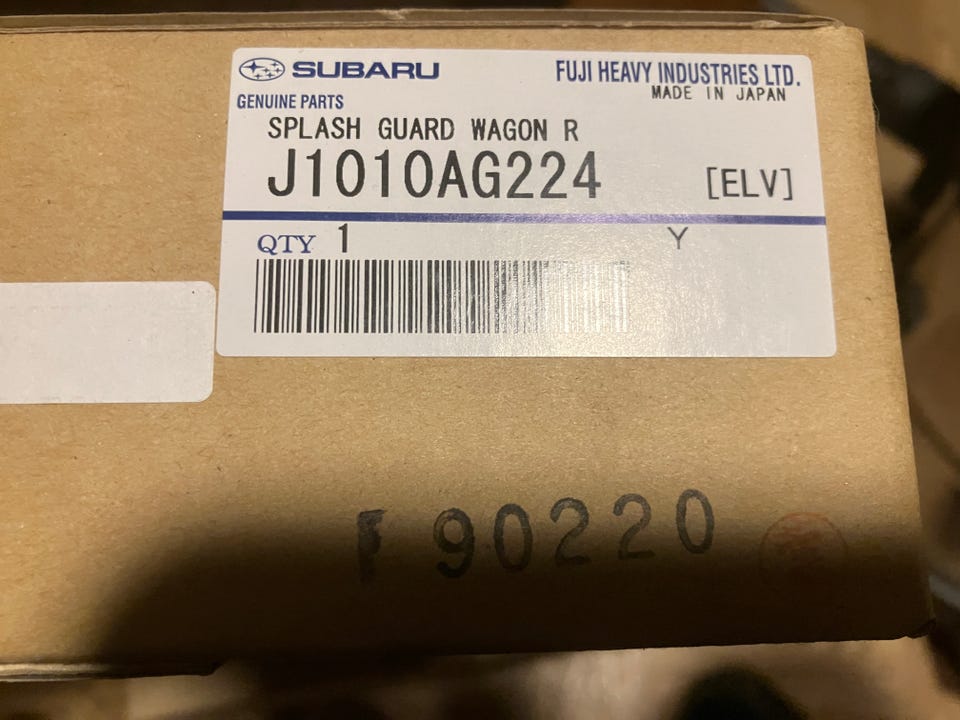 SUBARU
FUJI HEAVY INDUSTRIES LTD.
MADE IN JAPAN
GENUINE PARTS
SPLASH GUARD WAGON R
J1010AG224 [ELV]
QTY 1 Y
F 90220